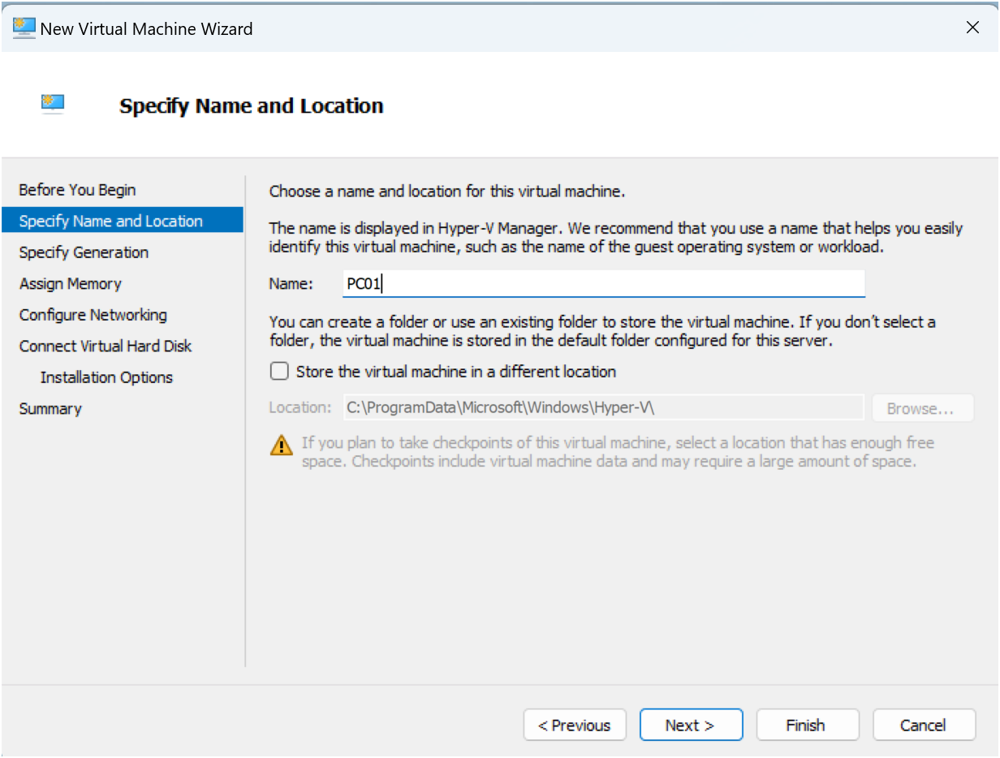 New Virtual Machine Wizard
Specify Name and Location
Before You Begin
Specify Name and Location
Specify Generation
Assign Memory
Configure Networking
Connect Virtual Hard Disk
Installation Options
Summary
Choose a name and location for this virtual machine.
The name is displayed in Hyper-V Manager. We recommend that you use a name that helps you easily
identify this virtual machine, such as the name of the guest operating system or workload.
Name: PC01
You can create a folder or use an existing folder to store the virtual machine. If you don't select a
folder, the virtual machine is stored in the default folder configured for this server.
Store the virtual machine in a different location
Location: C:\ProgramData\Microsoft\Windows\Hyper-V\ Browse...
If you plan to take checkpoints of this virtual machine, select a location that has enough free
space. Checkpoints include virtual machine data and may require a large amount of space.
< Previous Next > Finish Cancel